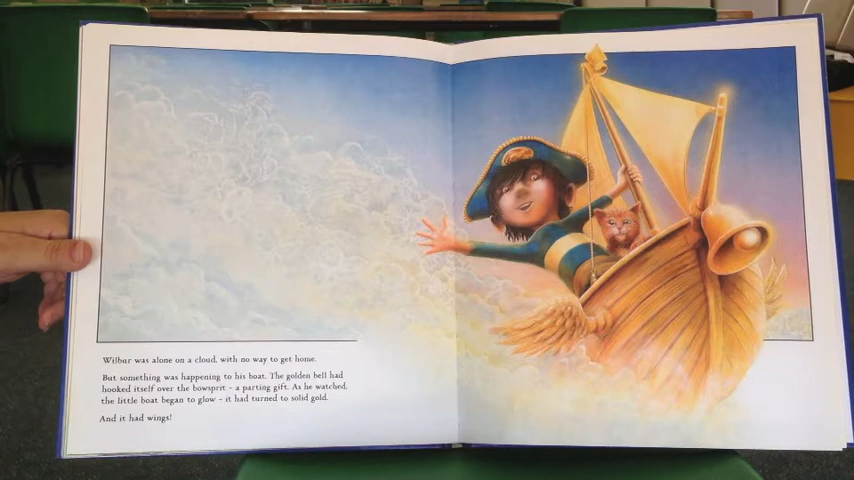 Wilbur was alone on a cloud, with no way to get home.
But something was happening to his boat. The golden bell had
hooked itself over the bowsprit – a parting gift. As he watched,
the little boat began to glow – it had turned to solid gold.
And it had wings!